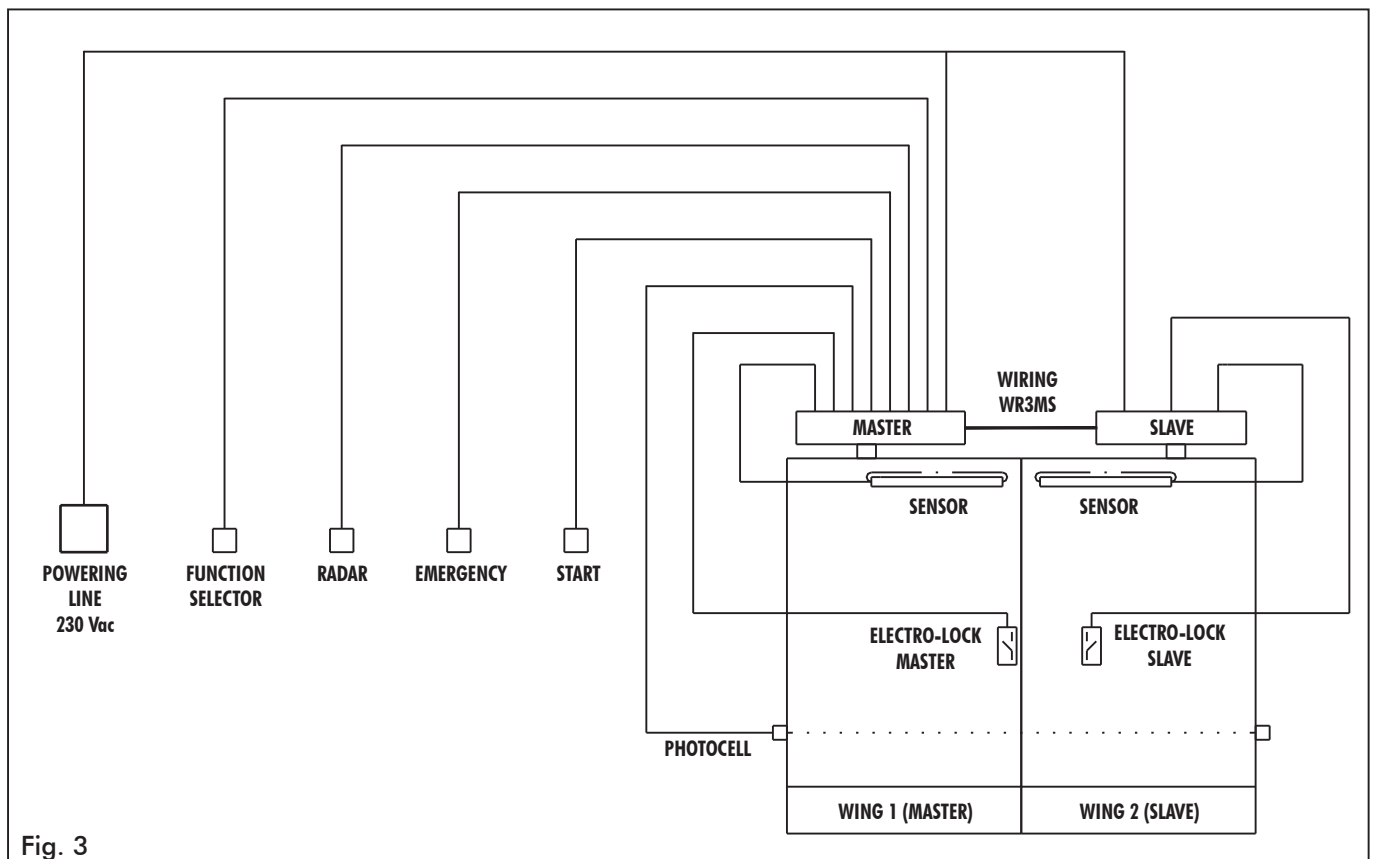 WIRING
WR3MS
MASTER
SLAVE
SENSOR
SENSOR
POWERING
LINE
230 Vac
FUNCTION
SELECTOR
RADAR
EMERGENCY
START
ELECTRO-LOCK
MASTER
ELECTRO-LOCK
SLAVE
PHOTOCELL
WING 1 (MASTER)
WING 2 (SLAVE)
Fig. 3